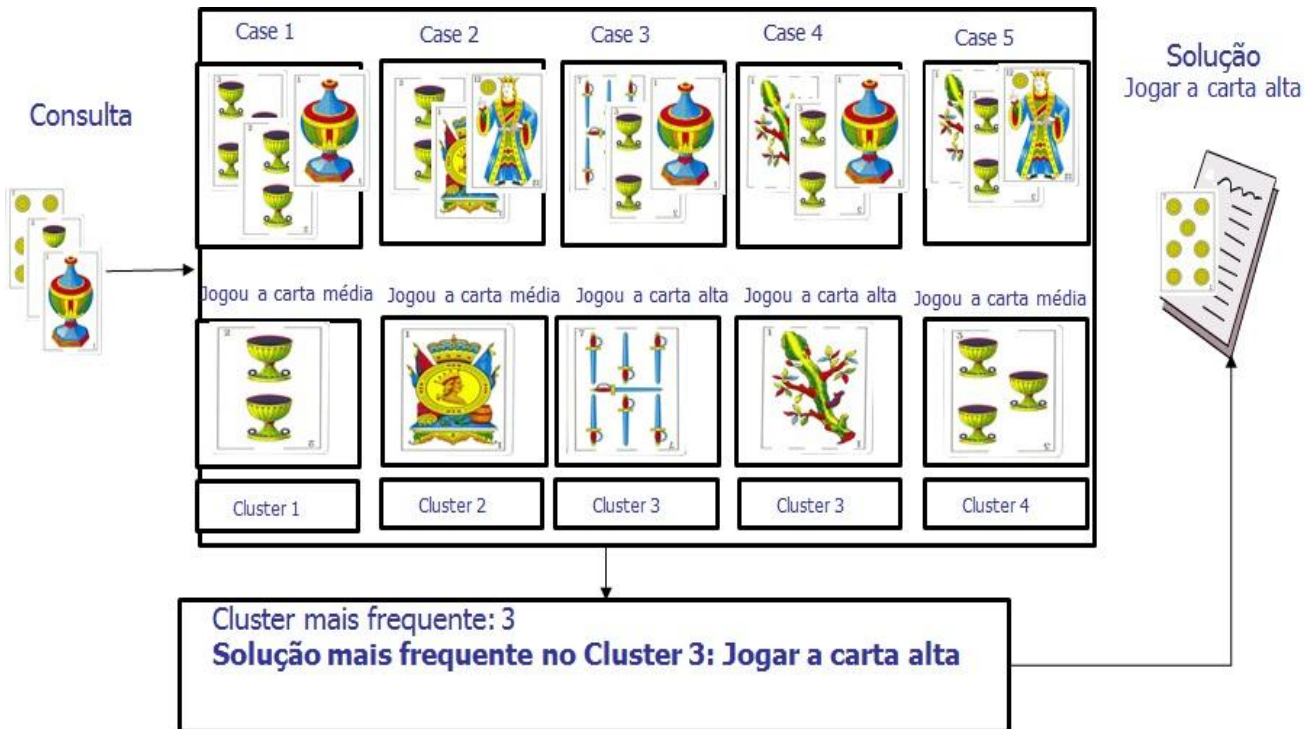 Case 1
Case 2
Case 3
Case 4
Case 5
Consulta
Solução
Jogar a carta alta
Jogou a carta média
Jogou a carta média
Jogou a carta alta
Jogou a carta alta
Jogou a carta média
Cluster 1
Cluster 2
Cluster 3
Cluster 3
Cluster 4
Cluster mais frequente: 3
Solução mais frequente no Cluster 3: Jogar a carta alta